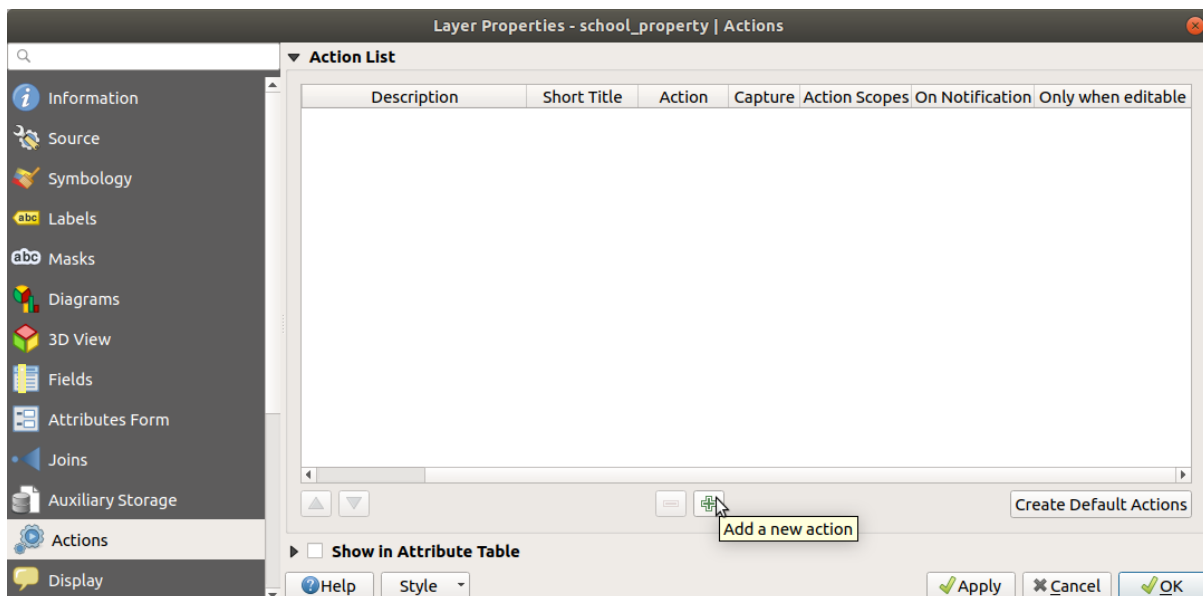 Layer Properties - school_property | Actions
Information
Source
Symbology
abc Labels
abc Masks
Diagrams
3D View
Fields
Attributes Form
Joins
Auxiliary Storage
Actions
Display
Action List
Description Short Title Action Capture Action Scopes On Notification Only when editable
Create Default Actions
Add a new action
Show in Attribute Table
Help Style Apply Cancel OK